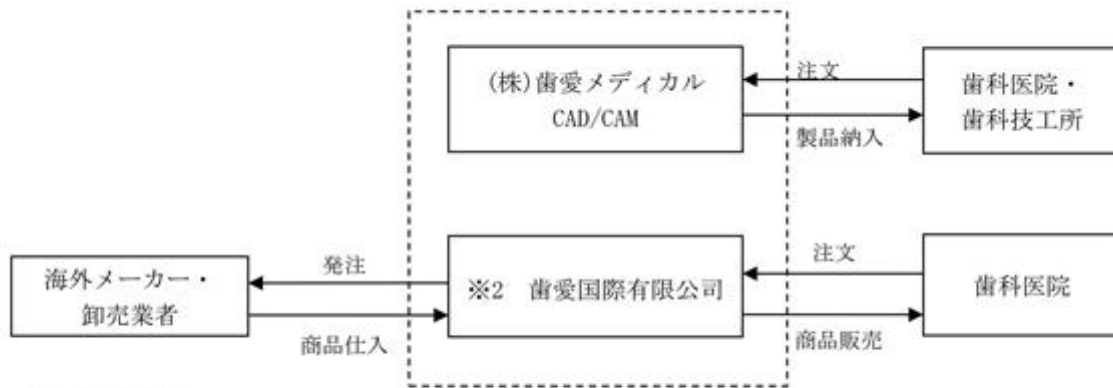 (株)歯愛メディカル
CAD/CAM
注文
製品納入
歯科医院・
歯科技工所
海外メーカー・
卸売業者
発注
商品仕入
※2 歯愛国際有限公司
注文
商品販売
歯科医院